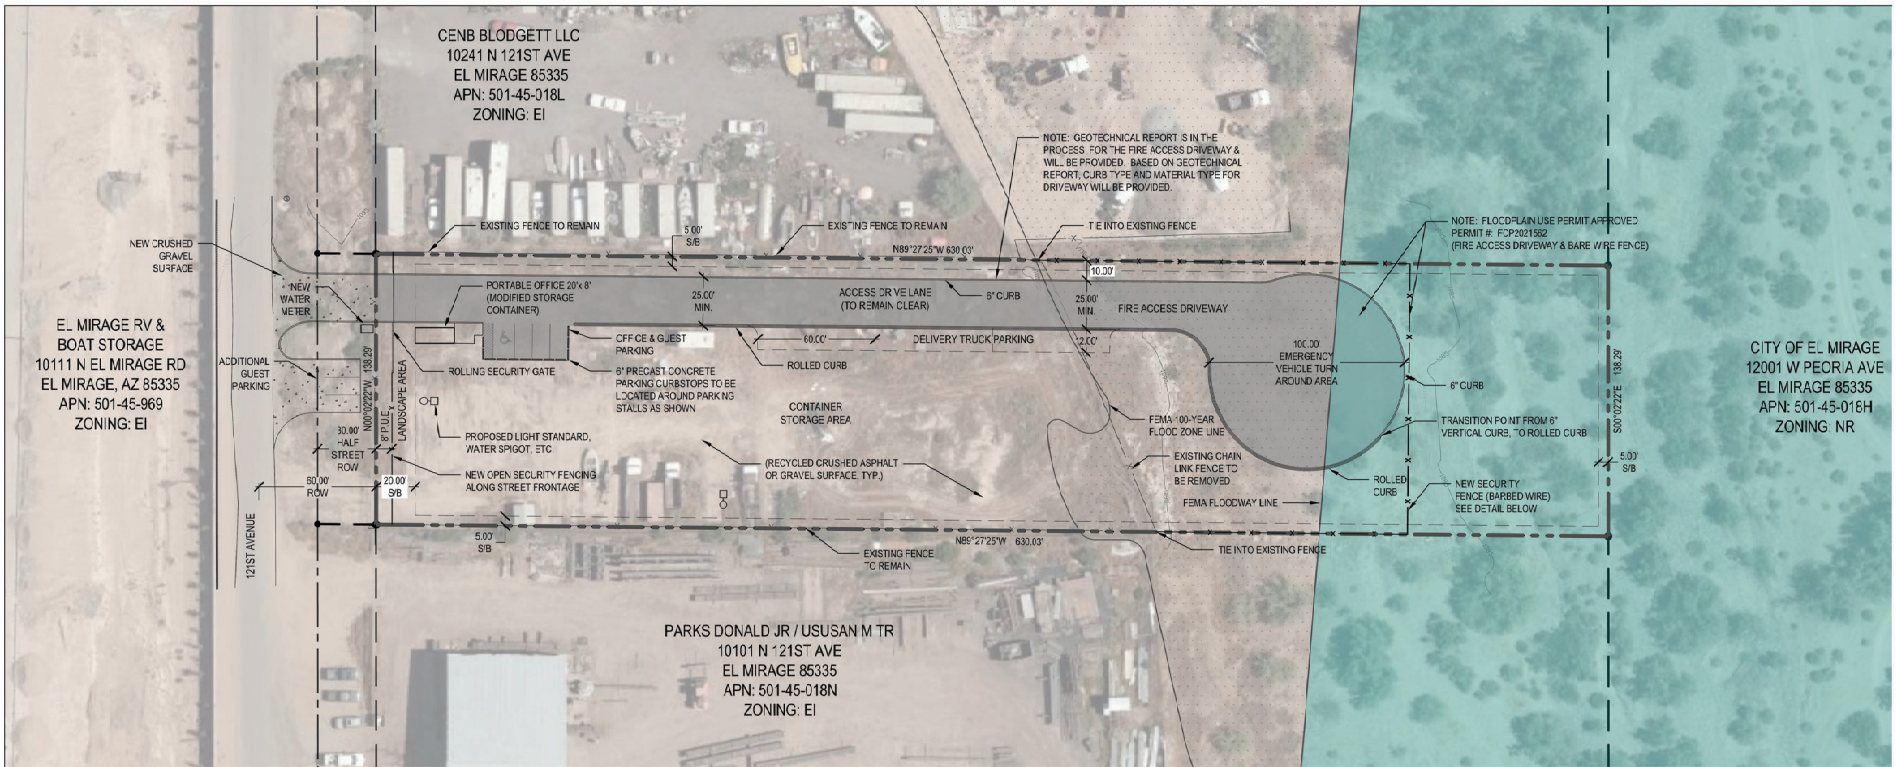 CENB BLODGETT LLC
10241 N 121ST AVE
EL MIRAGE 85335
APN: 501-45-018L
ZONING: EI
NOTE: GEOTECHNICAL REPORT IS IN THE
PROCESS, FOR THE FIRE ACCESS DRIVEWAY &
WILL BE PROVIDED. BASED ON GEOTECHNICAL
REPORT, CURB TYPE AND MATERIAL TYPE FOR
DRIVEWAY WILL BE PROVIDED.
NEW CRUSHED
GRAVEL
SURFACE
EXISTING FENCE TO REMAIN
5.00'
S/B
EXISTING FENCE TO REMAIN
N89°27'25"W 630.03'
TIE INTO EXISTING FENCE
NOTE: FLOODPLAIN USE PERMIT APPROVED
PERMIT #: FCP2021562
(FIRE ACCESS DRIVEWAY & BARE WIRE FENCE)
NEW
WATER
METER
PORTABLE OFFICE 20'x 8'
(MODIFIED STORAGE
CONTAINER)
25.00'
MIN.
ACCESS DRIVE LANE
(TO REMAIN CLEAR)
6" CURB
10.00'
25.00'
MIN.
FIRE ACCESS DRIVEWAY
EL MIRAGE RV &
BOAT STORAGE
10111 N EL MIRAGE RD
EL MIRAGE, AZ 85335
APN: 501-45-969
ZONING: EI
ADDITIONAL
GUEST
PARKING
N00°02'22"W 138.29'
8' P.U.E.
LANDSCAPE AREA
ROLLING SECURITY GATE
OFFICE & GUEST
PARKING
6' PRECAST CONCRETE
PARKING CURBSTOPS TO BE
LOCATED AROUND PARKING
STALLS AS SHOWN
60.00'
ROLLED CURB
DELIVERY TRUCK PARKING
100.00'
EMERGENCY
VEHICLE TURN
AROUND AREA
6" CURB
S00°02'22"E 138.29'
CITY OF EL MIRAGE
12001 W PEORIA AVE
EL MIRAGE 85335
APN: 501-45-018H
ZONING: NR
CONTAINER
STORAGE AREA
FEMA 100-YEAR
FLOOD ZONE LINE
TRANSITION POINT FROM 6"
VERTICAL CURB, TO ROLLED CURB
30.00'
HALF
STREET
ROW
PROPOSED LIGHT STANDARD,
WATER SPIGOT, ETC
NEW OPEN SECURITY FENCING
ALONG STREET FRONTAGE
(RECYCLED CRUSHED ASPHALT
OR GRAVEL SURFACE, TYP.)
EXISTING CHAIN
LINK FENCE TO
BE REMOVED
5.00'
S/B
60.00'
ROW
20.00'
S/B
FEMA FLOODWAY LINE
ROLLED
CURB
NEW SECURITY
FENCE (BARBED WIRE)
SEE DETAIL BELOW
121ST AVENUE
5.00'
S/B
EXISTING FENCE
TO REMAIN
N89°27'25"W 630.03'
TIE INTO EXISTING FENCE
PARKS DONALD JR / USUSAN M TR
10101 N 121ST AVE
EL MIRAGE 85335
APN: 501-45-018N
ZONING: EI